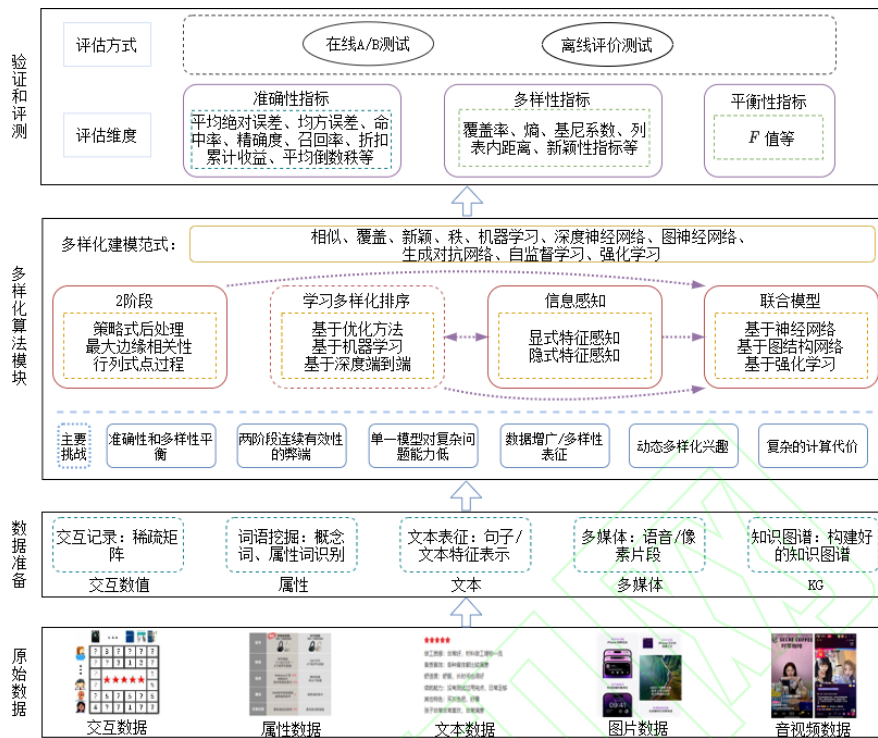 验证和评测
评估方式
在线A/B测试
离线评价测试
评估维度
准确性指标
平均绝对误差、均方误差、命
中率、精确度、召回率、折扣
累计收益、平均倒数秩等
多样性指标
覆盖率、熵、基尼系数、列
表内距离、新颖性指标等
平衡性指标
F 值等
多样化算法模块
多样化建模范式:
相似、覆盖、新颖、秩、机器学习、深度神经网络、图神经网络、
生成对抗网络、自监督学习、强化学习
2阶段
策略式后处理
最大边缘相关性
行列式点过程
学习多样化排序
基于优化方法
基于机器学习
基于深度端到端
信息感知
显式特征感知
隐式特征感知
联合模型
基于神经网络
基于图结构网络
基于强化学习
主要
挑战
准确性和多样性平
衡
两阶段连续有效性
的弊端
单一模型对复杂问
题能力低
数据增广/多样性
表征
动态多样化兴趣
复杂的计算代价
数据准备
交互记录:稀疏矩
阵
交互数值
词语挖掘:概念
词、属性词识别
属性
文本表征:句子/
文本特征表示
文本
多媒体:语音/像
素片段
多媒体
知识图谱:构建好
的知识图谱
KG
原始数据
交互数据
属性数据
文本数据
图片数据
09:41
音视频数据